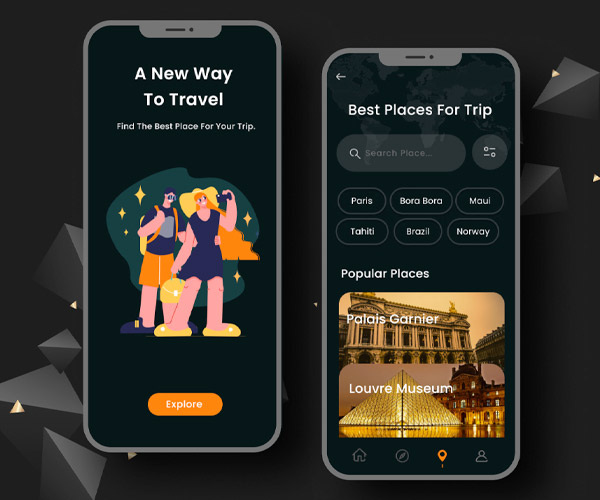 A New Way
To Travel
Find The Best Place For Your Trip.
Explore
Best Places For Trip
Search Place...
Paris
Bora Bora
Maui
Tahiti
Brazil
Norway
Popular Places
Palais Garnier
Louvre Museum